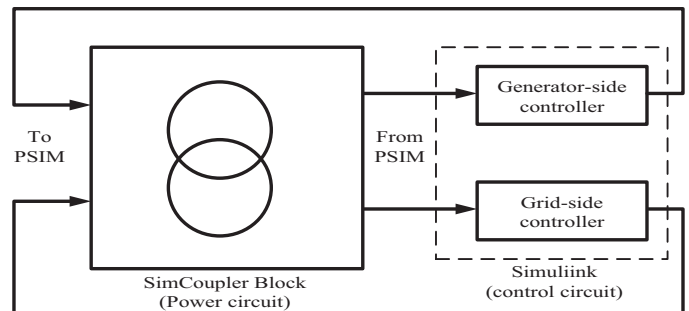 To
PSIM
From
PSIM
Generator-side
controller
Grid-side
controller
SimCoupler Block
(Power circuit)
Simuliink
(control circuit)